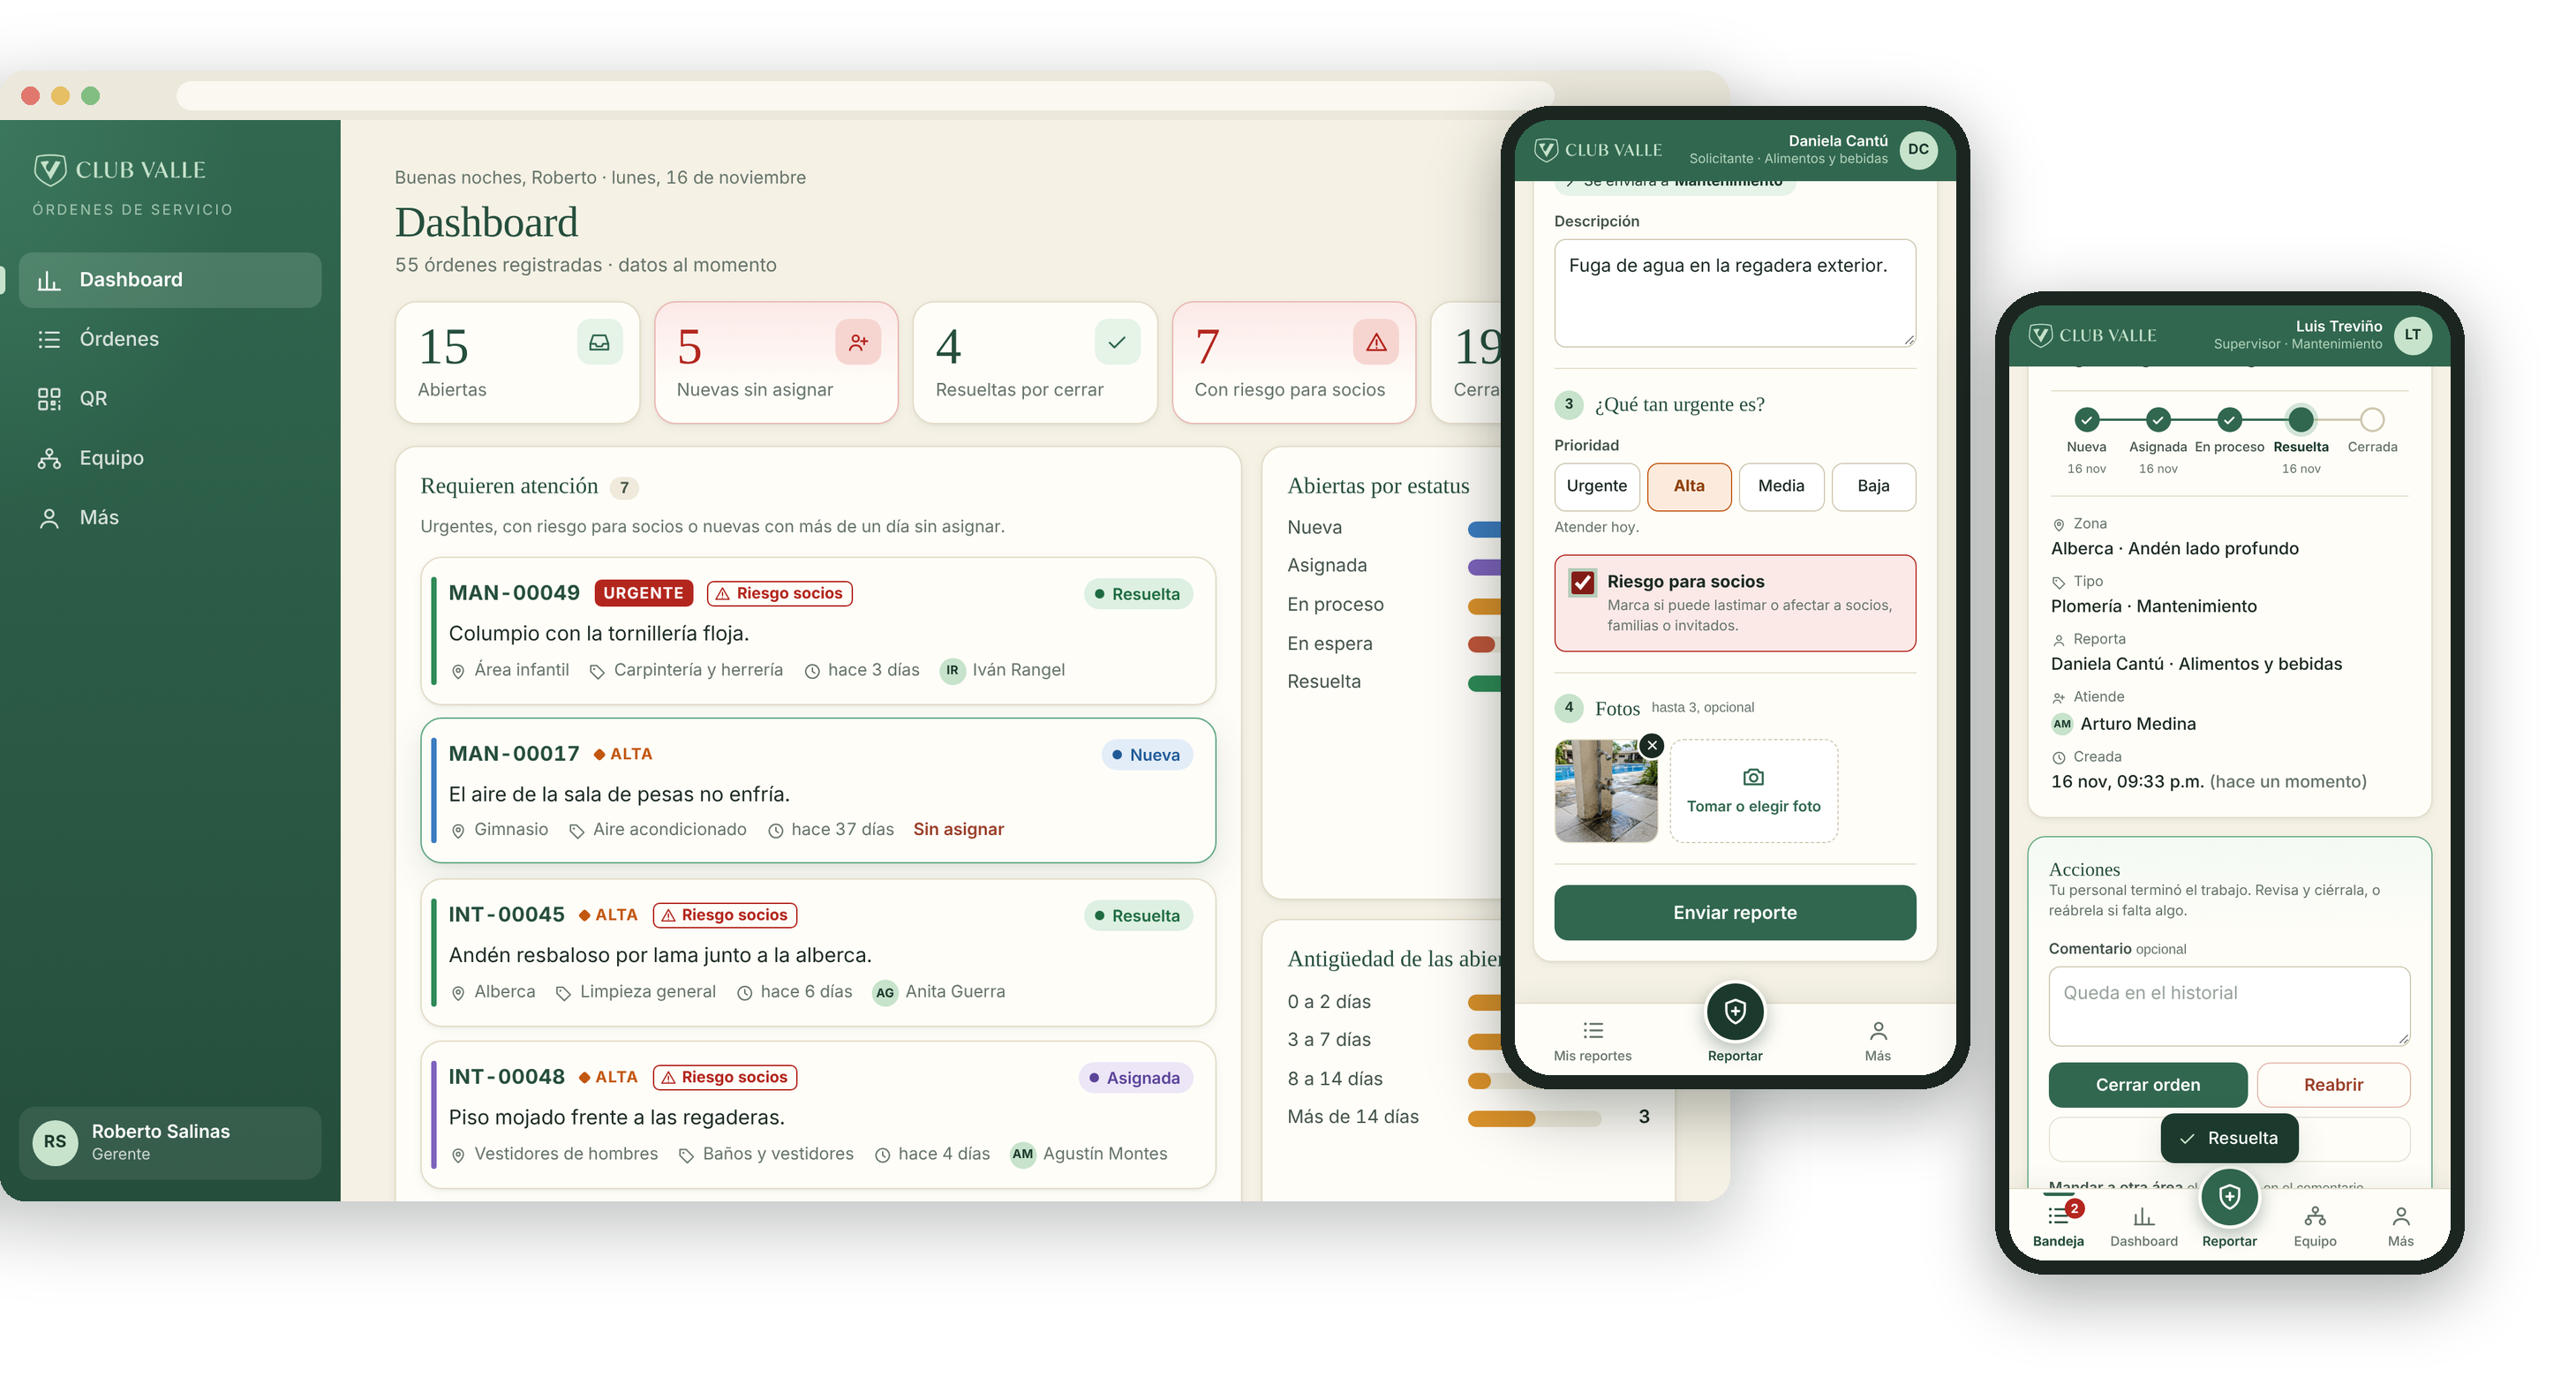 CLUB VALLE
ÓRDENES DE SERVICIO
Dashboard
Órdenes
QR
Equipo
Más
RS
Roberto Salinas
Gerente
Buenas noches, Roberto · lunes, 16 de noviembre
Dashboard
55 órdenes registradas · datos al momento
15
Abiertas
5
Nuevas sin asignar
4
Resueltas por cerrar
7
Con riesgo para socios
19
Cerra
Requieren atención 7
Urgentes, con riesgo para socios o nuevas con más de un día sin asignar.
MAN-00049 URGENTE Riesgo socios Resuelta
Columpio con la tornillería floja.
Área infantil Carpintería y herrería hace 3 días IR Iván Rangel
MAN-00017 ALTA Nueva
El aire de la sala de pesas no enfría.
Gimnasio Aire acondicionado hace 37 días Sin asignar
INT-00045 ALTA Riesgo socios Resuelta
Andén resbaloso por lama junto a la alberca.
Alberca Limpieza general hace 6 días AG Anita Guerra
INT-00048 ALTA Riesgo socios Asignada
Piso mojado frente a las regaderas.
Vestidores de hombres Baños y vestidores hace 4 días AM Agustín Montes
Abiertas por estatus
Nueva
Asignada
En proceso
En espera
Resuelta
Antigüedad de las abier
0 a 2 días
3 a 7 días
8 a 14 días
Más de 14 días 3
CLUB VALLE
Daniela Cantú
Solicitante · Alimentos y bebidas
DC
Se enviará a Mantenimiento
Descripción
Fuga de agua en la regadera exterior.
3 ¿Qué tan urgente es?
Prioridad
Urgente Alta Media Baja
Atender hoy.
Riesgo para socios
Marca si puede lastimar o afectar a socios,
familias o invitados.
4 Fotos hasta 3, opcional
Tomar o elegir foto
Enviar reporte
Mis reportes Reportar Más
CLUB VALLE
Luis Treviño
Supervisor · Mantenimiento
LT
Nueva Asignada En proceso Resuelta Cerrada
16 nov 16 nov 16 nov
Zona
Alberca · Andén lado profundo
Tipo
Plomería · Mantenimiento
Reporta
Daniela Cantú · Alimentos y bebidas
Atiende
AM Arturo Medina
Creada
16 nov, 09:33 p.m. (hace un momento)
Acciones
Tu personal terminó el trabajo. Revisa y ciérrala, o
reábrela si falta algo.
Comentario opcional
Queda en el historial
Cerrar orden Reabrir
Resuelta
Mandar a otra área el en el comentario
2
Bandeja Dashboard Reportar Equipo Más